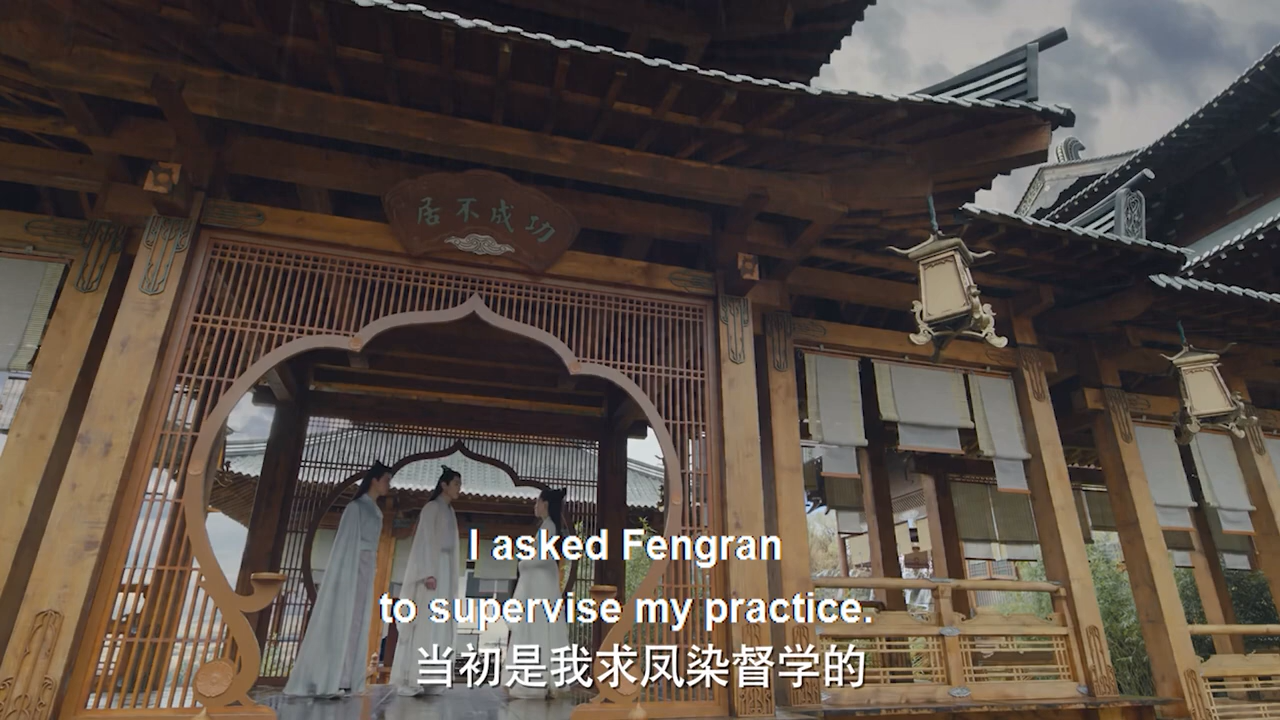 功成不居
I asked Fengran
to supervise my practice.
当初是我求凤染督学的